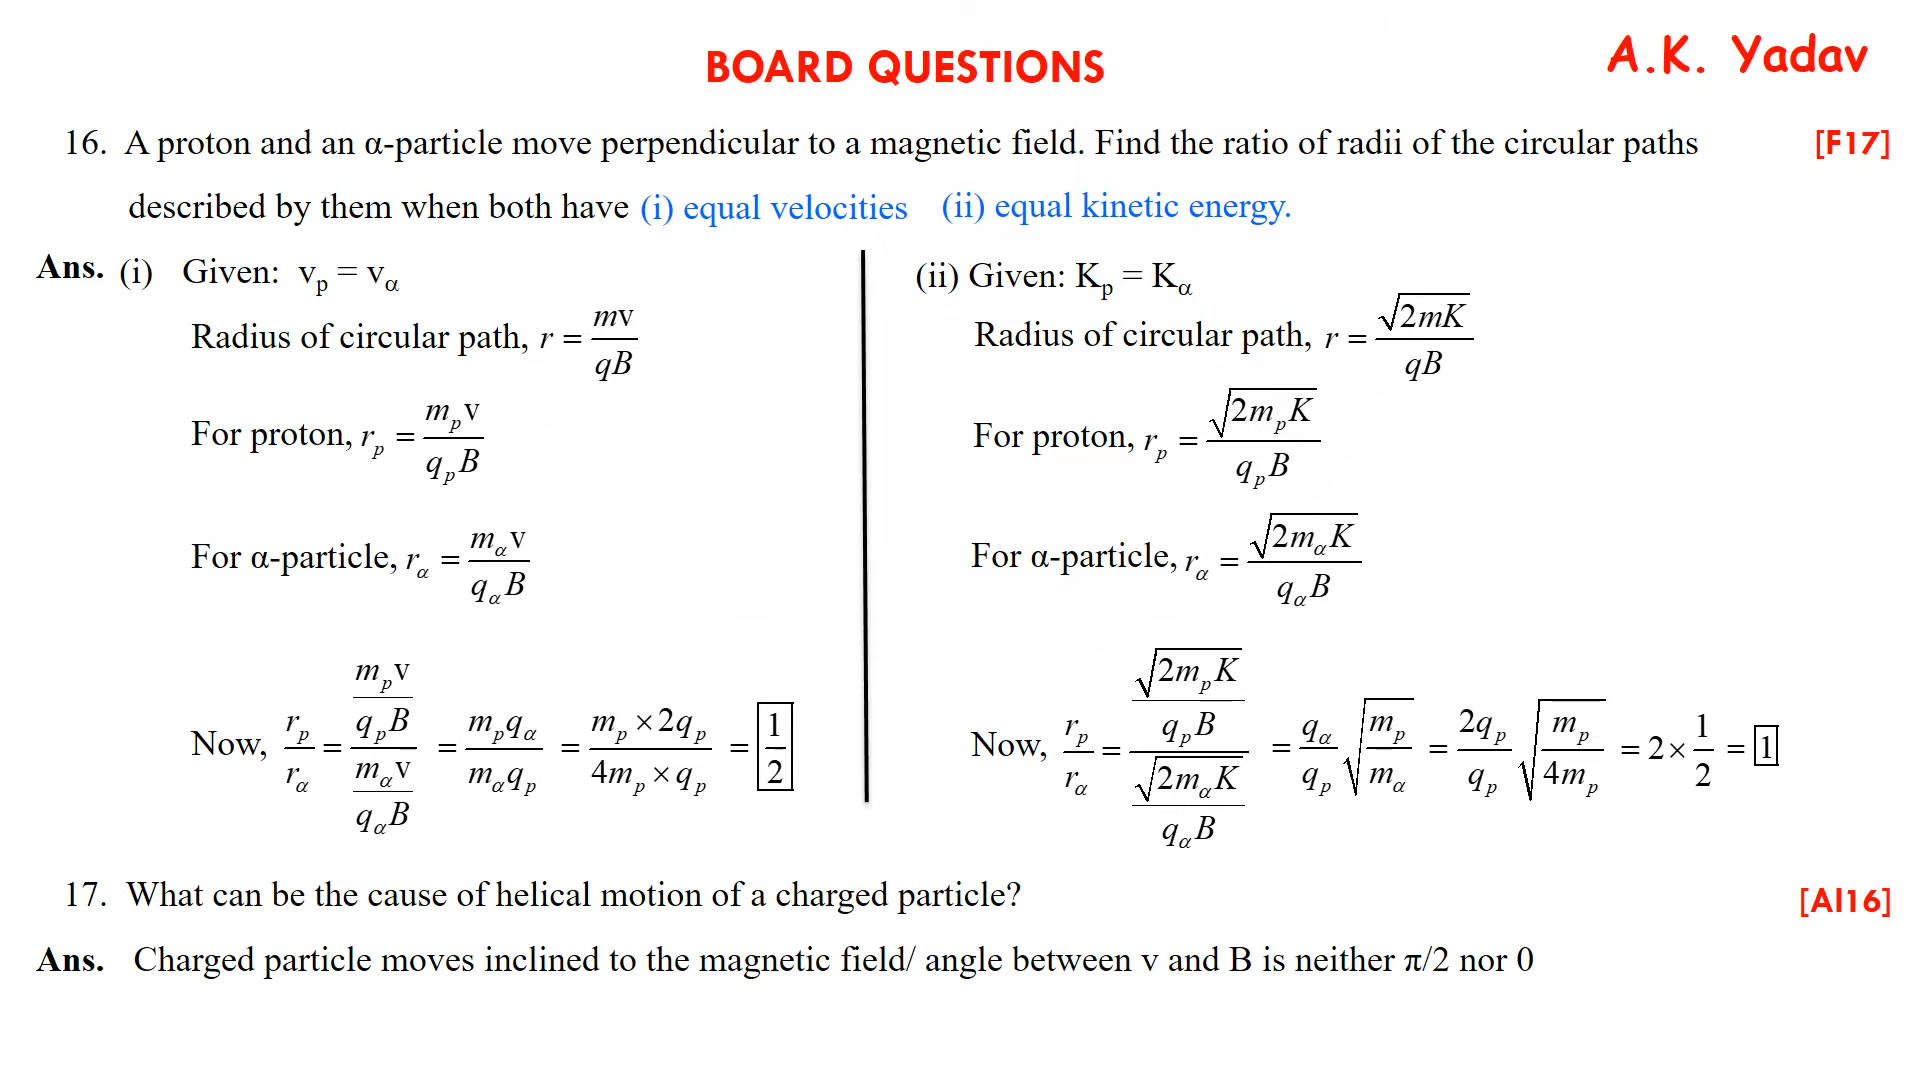 BOARD QUESTIONS
A.K. Yadav
16. A proton and an α-particle move perpendicular to a magnetic field. Find the ratio of radii of the circular paths [F17]
described by them when both have (i) equal velocities (ii) equal kinetic energy.
Ans. (i) Given: v_p = v_α
Radius of circular path, r = mv/qB
For proton, r_p = m_p v/q_p B
For α-particle, r_α = m_α v/q_α B
Now, r_p/r_α = (m_p v/q_p B)/(m_α v/q_α B) = m_p q_α/m_α q_p = m_p × 2q_p/4m_p × q_p = 1/2
(ii) Given: K_p = K_α
Radius of circular path, r = √(2mK)/qB
For proton, r_p = √(2m_p K)/q_p B
For α-particle, r_α = √(2m_α K)/q_α B
Now, r_p/r_α = (√(2m_p K)/q_p B)/(√(2m_α K)/q_α B) = q_α/q_p √(m_p/m_α) = 2q_p/q_p √(m_p/4m_p) = 2 × 1/2 = 1
17. What can be the cause of helical motion of a charged particle? [AI16]
Ans. Charged particle moves inclined to the magnetic field/ angle between v and B is neither π/2 nor 0